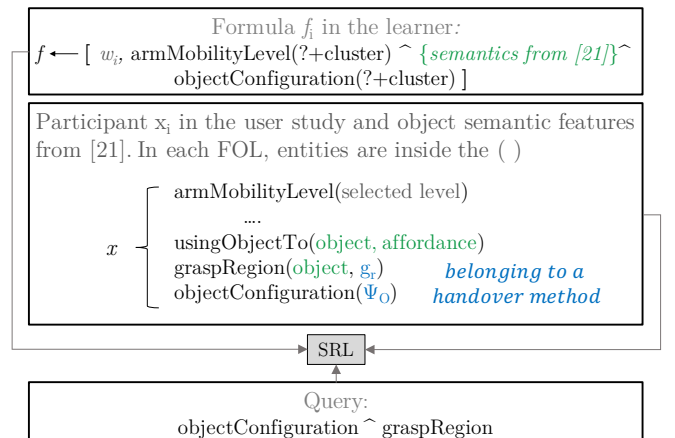 Formula fi in the learner:
f ⟵ [ wi, armMobilityLevel(?+cluster) ^ {semantics from [21]}^
objectConfiguration(?+cluster) ]
Participant xi in the user study and object semantic features
from [21]. In each FOL, entities are inside the ( )
armMobilityLevel(selected level)
....
x
usingObjectTo(object, affordance)
graspRegion(object, gr)
objectConfiguration(ΨO)
belonging to a
handover method
SRL
Query:
objectConfiguration ^ graspRegion